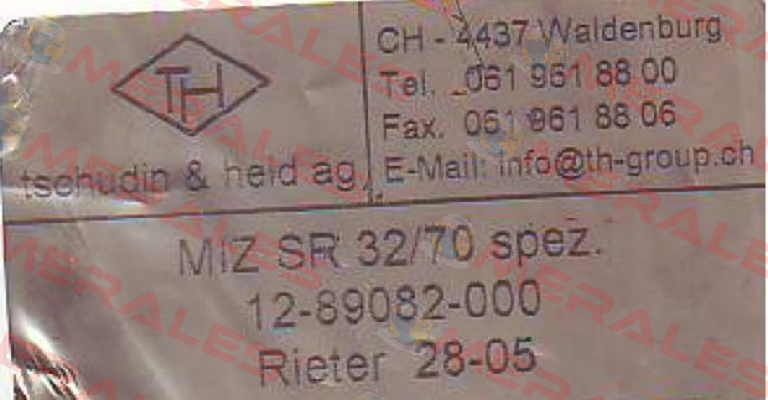 TH
tschudin & heid ag.
CH - 4437 Waldenburg
Tel. 061 961 88 00
Fax. 061 961 88 06
E-Mail: info@th-group.ch
MIZ SR 32/70 spez.
12-89082-000
Rieter 28-05
MERALES